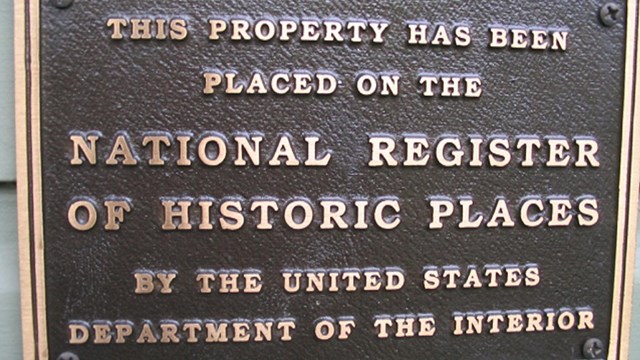 THIS PROPERTY HAS BEEN
PLACED ON THE
NATIONAL REGISTER
OF HISTORIC PLACES
BY THE UNITED STATES
DEPARTMENT OF THE INTERIOR